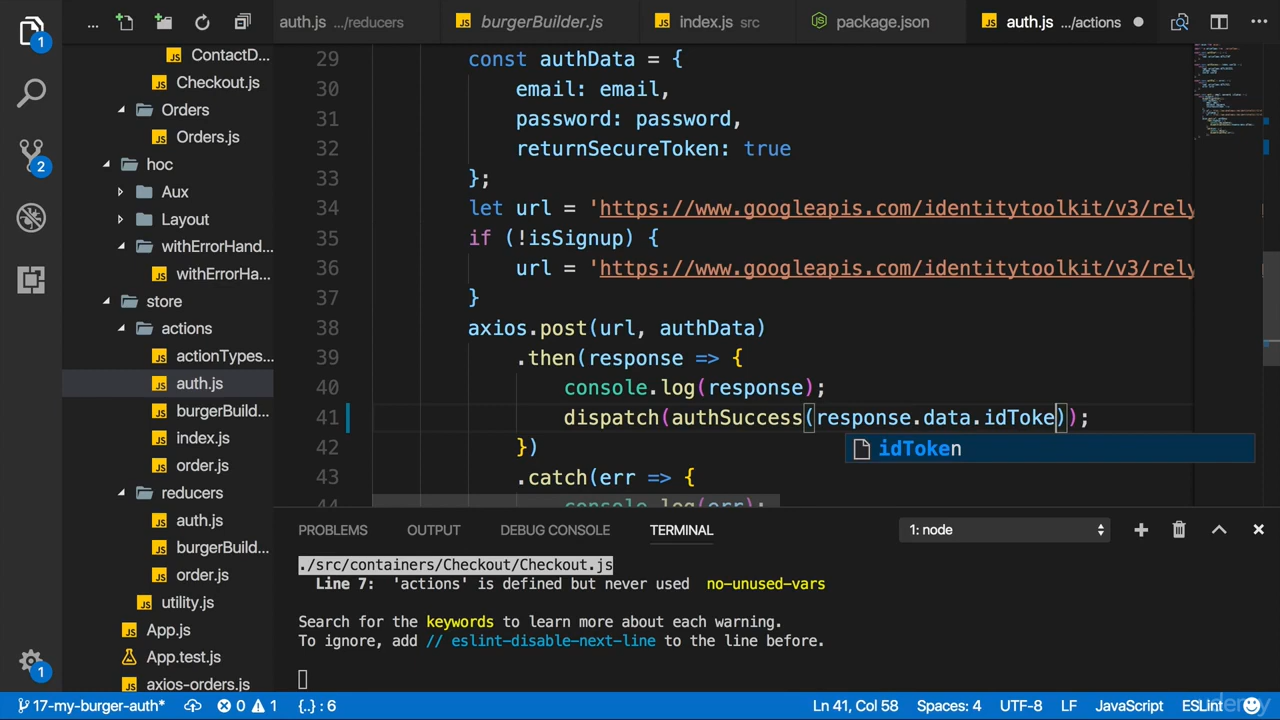 ... auth.js .../reducers burgerBuilder.js index.js src package.json auth.js .../actions ...
1
2
1
ContactD...
Checkout.js
Orders
Orders.js
hoc
Aux
Layout
withErrorHand...
withErrorHa...
store
actions
actionTypes...
auth.js
burgerBuild...
index.js
order.js
reducers
auth.js
burgerBuild...
order.js
utility.js
App.js
App.test.js
axios-orders.js
29 const authData = {
30 email: email,
31 password: password,
32 returnSecureToken: true
33 };
34 let url = 'https://www.googleapis.com/identitytoolkit/v3/rely
35 if (!isSignup) {
36 url = 'https://www.googleapis.com/identitytoolkit/v3/rely
37 }
38 axios.post(url, authData)
39 .then(response => {
40 console.log(response);
41 dispatch(authSuccess(response.data.idToke));
idToken
42 })
43 .catch(err => {
44 console.log(err);
PROBLEMS OUTPUT DEBUG CONSOLE TERMINAL 1: node
./src/containers/Checkout/Checkout.js
Line 7: 'actions' is defined but never used no-unused-vars
Search for the keywords to learn more about each warning.
To ignore, add // eslint-disable-next-line to the line before.
17-my-burger-auth* 0 1 {..} : 6 Ln 41, Col 58 Spaces: 4 UTF-8 LF JavaScript ESLint
udemy